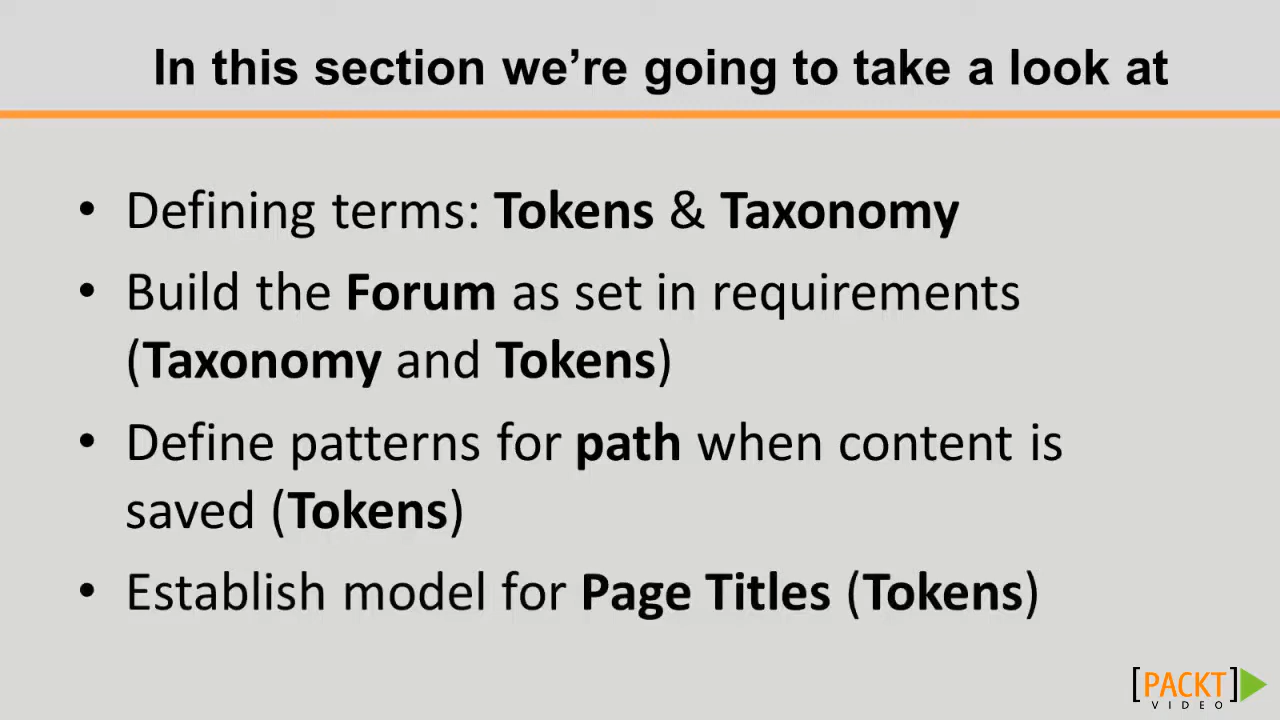 In this section we’re going to take a look at
• Defining terms: Tokens & Taxonomy
• Build the Forum as set in requirements
(Taxonomy and Tokens)
• Define patterns for path when content is
saved (Tokens)
• Establish model for Page Titles (Tokens)
[PACKT]
VIDEO